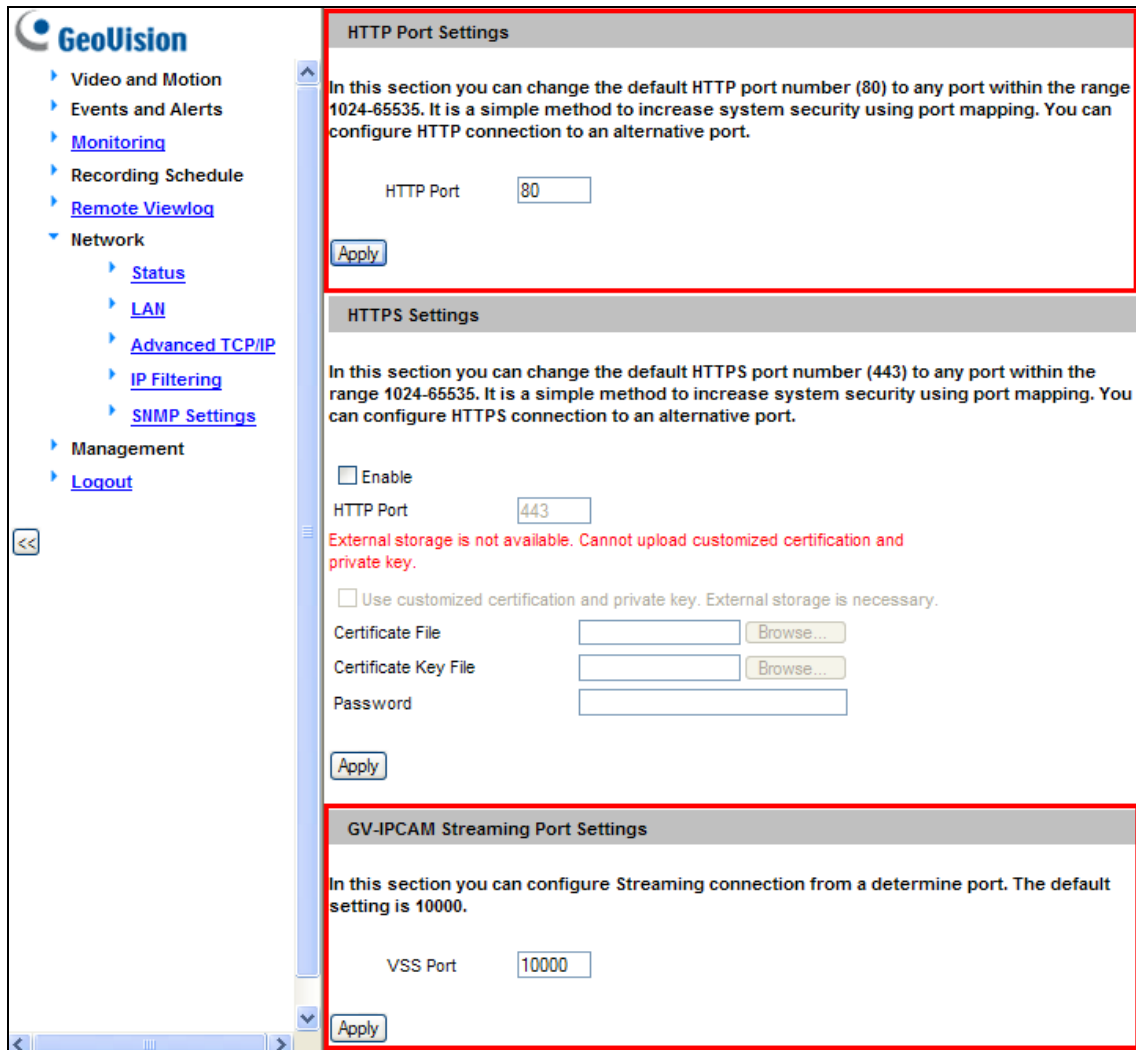 GeoVision
Video and Motion
Events and Alerts
Monitoring
Recording Schedule
Remote Viewlog
Network
Status
LAN
Advanced TCP/IP
IP Filtering
SNMP Settings
Management
Logout
<<
HTTP Port Settings
In this section you can change the default HTTP port number (80) to any port within the range
1024-65535. It is a simple method to increase system security using port mapping. You can
configure HTTP connection to an alternative port.
HTTP Port 80
Apply
HTTPS Settings
In this section you can change the default HTTPS port number (443) to any port within the
range 1024-65535. It is a simple method to increase system security using port mapping. You
can configure HTTPS connection to an alternative port.
Enable
HTTP Port 443
External storage is not available. Cannot upload customized certification and
private key.
Use customized certification and private key. External storage is necessary.
Certificate File Browse...
Certificate Key File Browse...
Password
Apply
GV-IPCAM Streaming Port Settings
In this section you can configure Streaming connection from a determine port. The default
setting is 10000.
VSS Port 10000
Apply